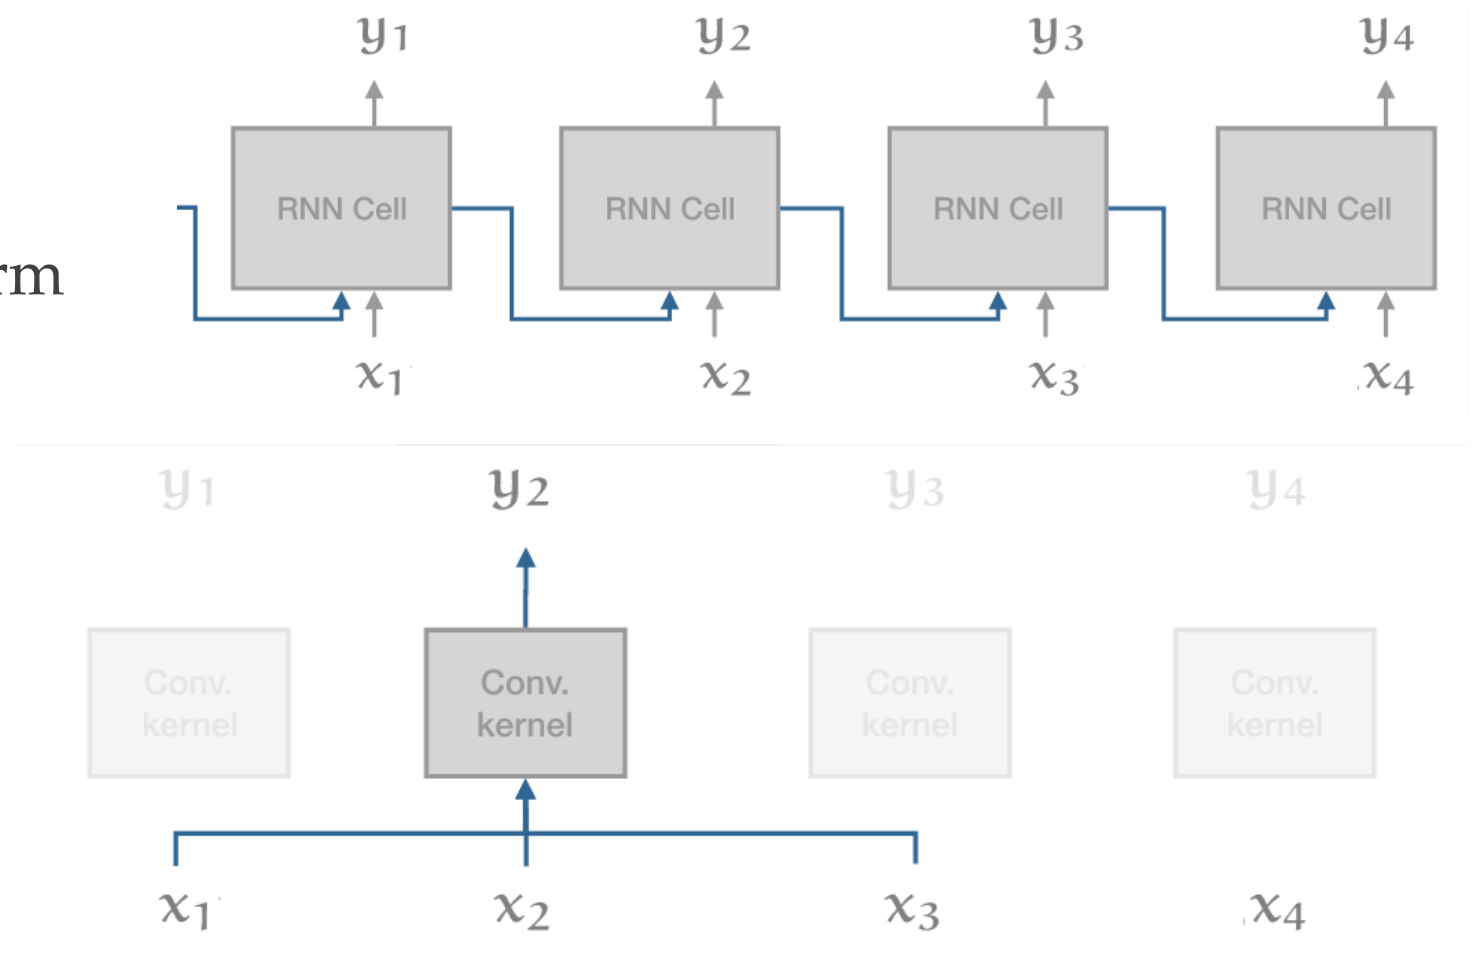 y1 y2 y3 y4
RNN Cell RNN Cell RNN Cell RNN Cell
rm
x1 x2 x3 x4
y1 y2 y3 y4
Conv. Conv. Conv. Conv.
kernel kernel kernel kernel
x1 x2 x3 x4